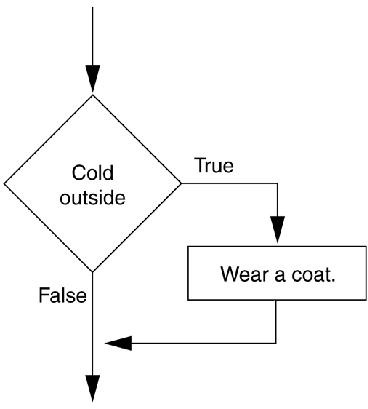 Cold
outside
True
Wear a coat.
False